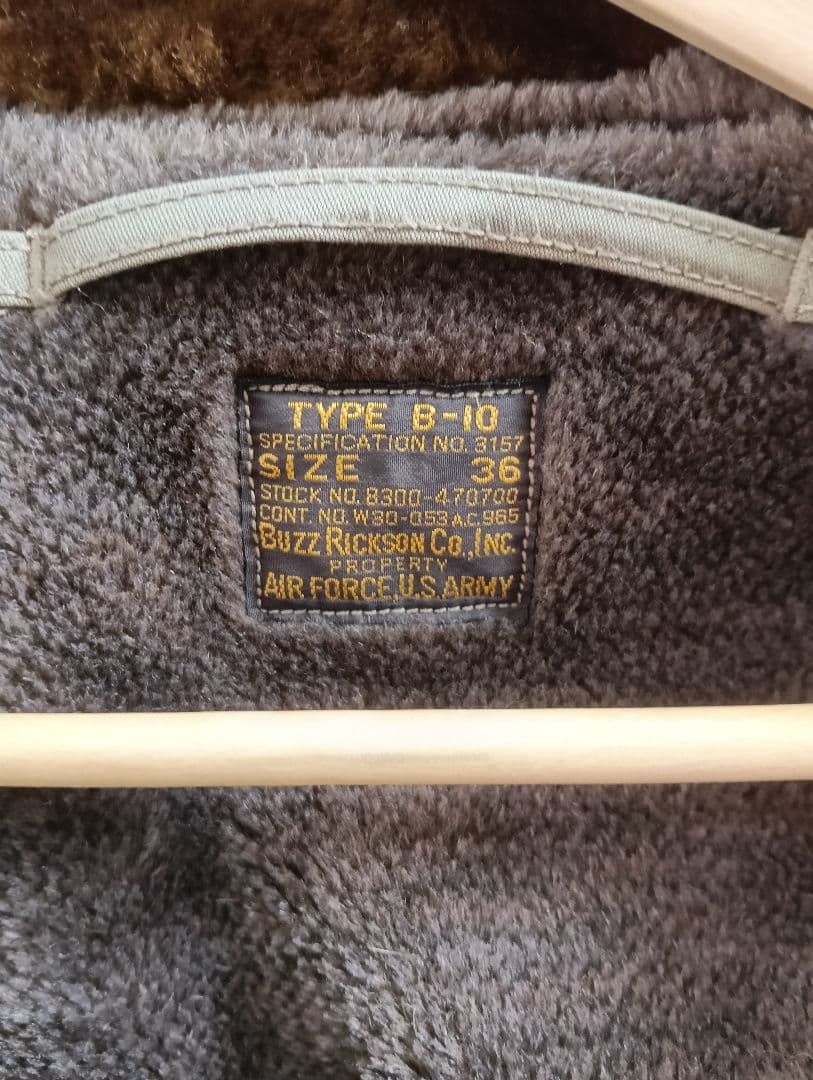 TYPE B-10
SPECIFICATION NO. 3157
SIZE 36
STOCK NO. 8300-470700
CONT. NO. W30-053 A.C. 965
BUZZ RICKSON CO., INC.
PROPERTY
AIR FORCE, U.S. ARMY